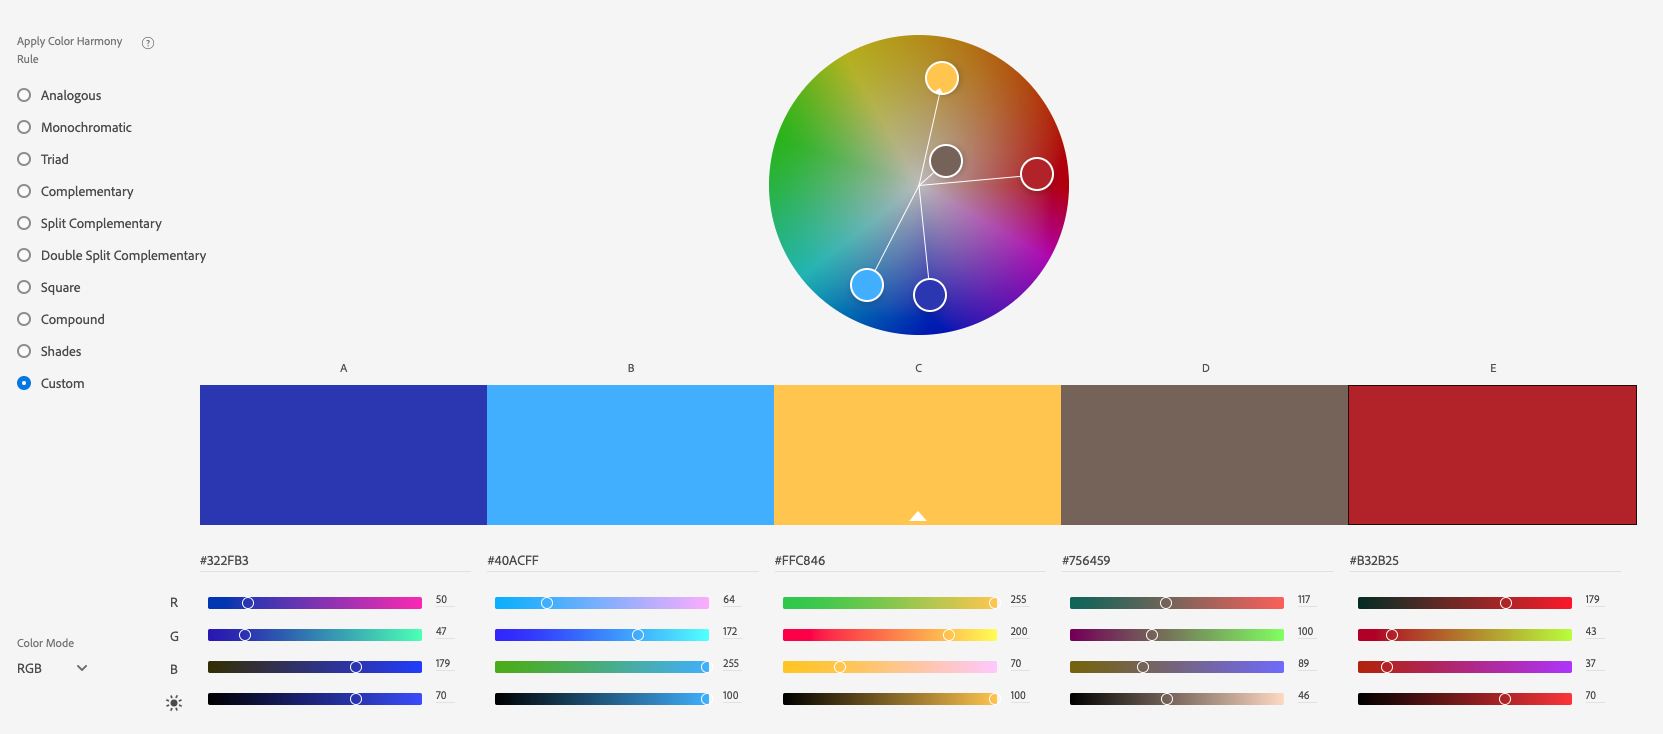 Apply Color Harmony
Rule
?
Analogous
Monochromatic
Triad
Complementary
Split Complementary
Double Split Complementary
Square
Compound
Shades
Custom
A B C D E
#322FB3 #40ACFF #FFC846 #756459 #B32B25
R 50 64 255 117 179
G 47 172 200 100 43
Color Mode
RGB
B 179 255 70 89 37
70 100 100 46 70